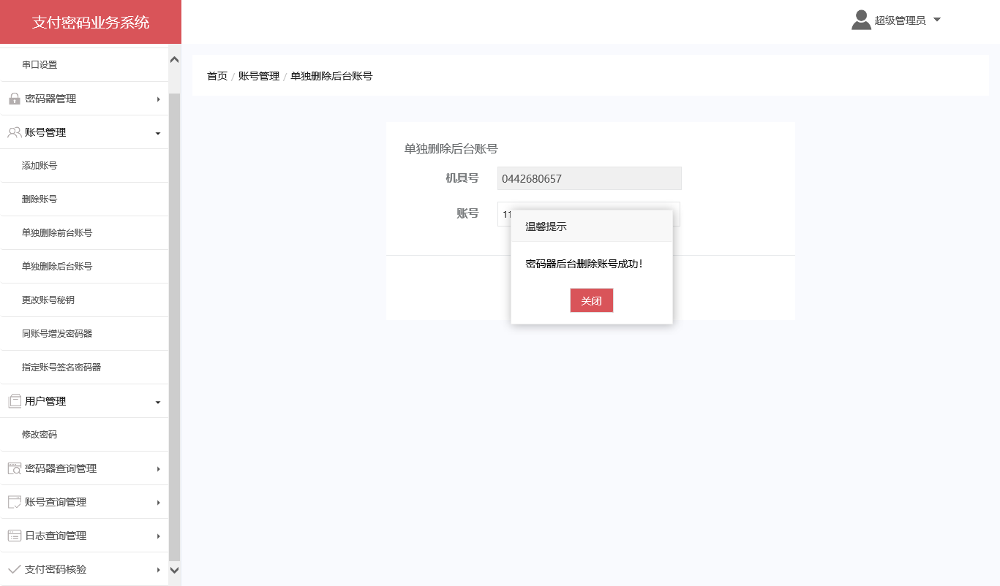 支付密码业务系统
超级管理员
串口设置
密码器管理
账号管理
添加账号
删除账号
单独删除前台账号
单独删除后台账号
更改账号秘钥
同账号增发密码器
指定账号签名密码器
用户管理
修改密码
密码器查询管理
账号查询管理
日志查询管理
支付密码核验
首页 / 账号管理 / 单独删除后台账号
单独删除后台账号
机具号 0442680657
账号 11
温馨提示
密码器后台删除账号成功!
关闭